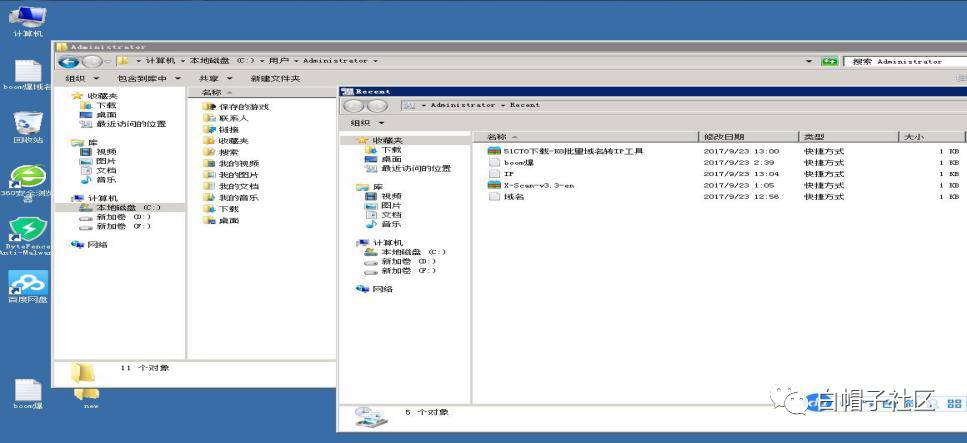 计算机
boom爆域名
回收站
360安全浏览器
ByteFence Anti-Malware
百度网盘
boom爆
new
Administrator
计算机 本地磁盘 (C:) 用户 Administrator
搜索 Administrator
组织 包含到库中 共享 新建文件夹
收藏夹
下载
桌面
最近访问的位置
库
视频
图片
文档
音乐
计算机
本地磁盘 (C:)
新加卷 (D:)
新加卷 (F:)
网络
名称
保存的游戏
联系人
链接
收藏夹
搜索
我的视频
我的图片
我的文档
我的音乐
下载
桌面
11 个对象
Recent
Administrator Recent
组织
收藏夹
下载
桌面
最近访问的位置
库
视频
图片
文档
音乐
计算机
本地磁盘 (C:)
新加卷 (D:)
新加卷 (F:)
网络
名称 修改日期 类型 大小
51CTO下载-K8批量域名转IP工具 2017/9/23 13:00 快捷方式 1 KB
boom爆 2017/9/23 2:39 快捷方式 1 KB
IP 2017/9/23 13:04 快捷方式 1 KB
X-Scan-v3.3-en 2017/9/23 1:05 快捷方式 1 KB
域名 2017/9/23 12:56 快捷方式 1 KB
5 个对象
白帽子社区